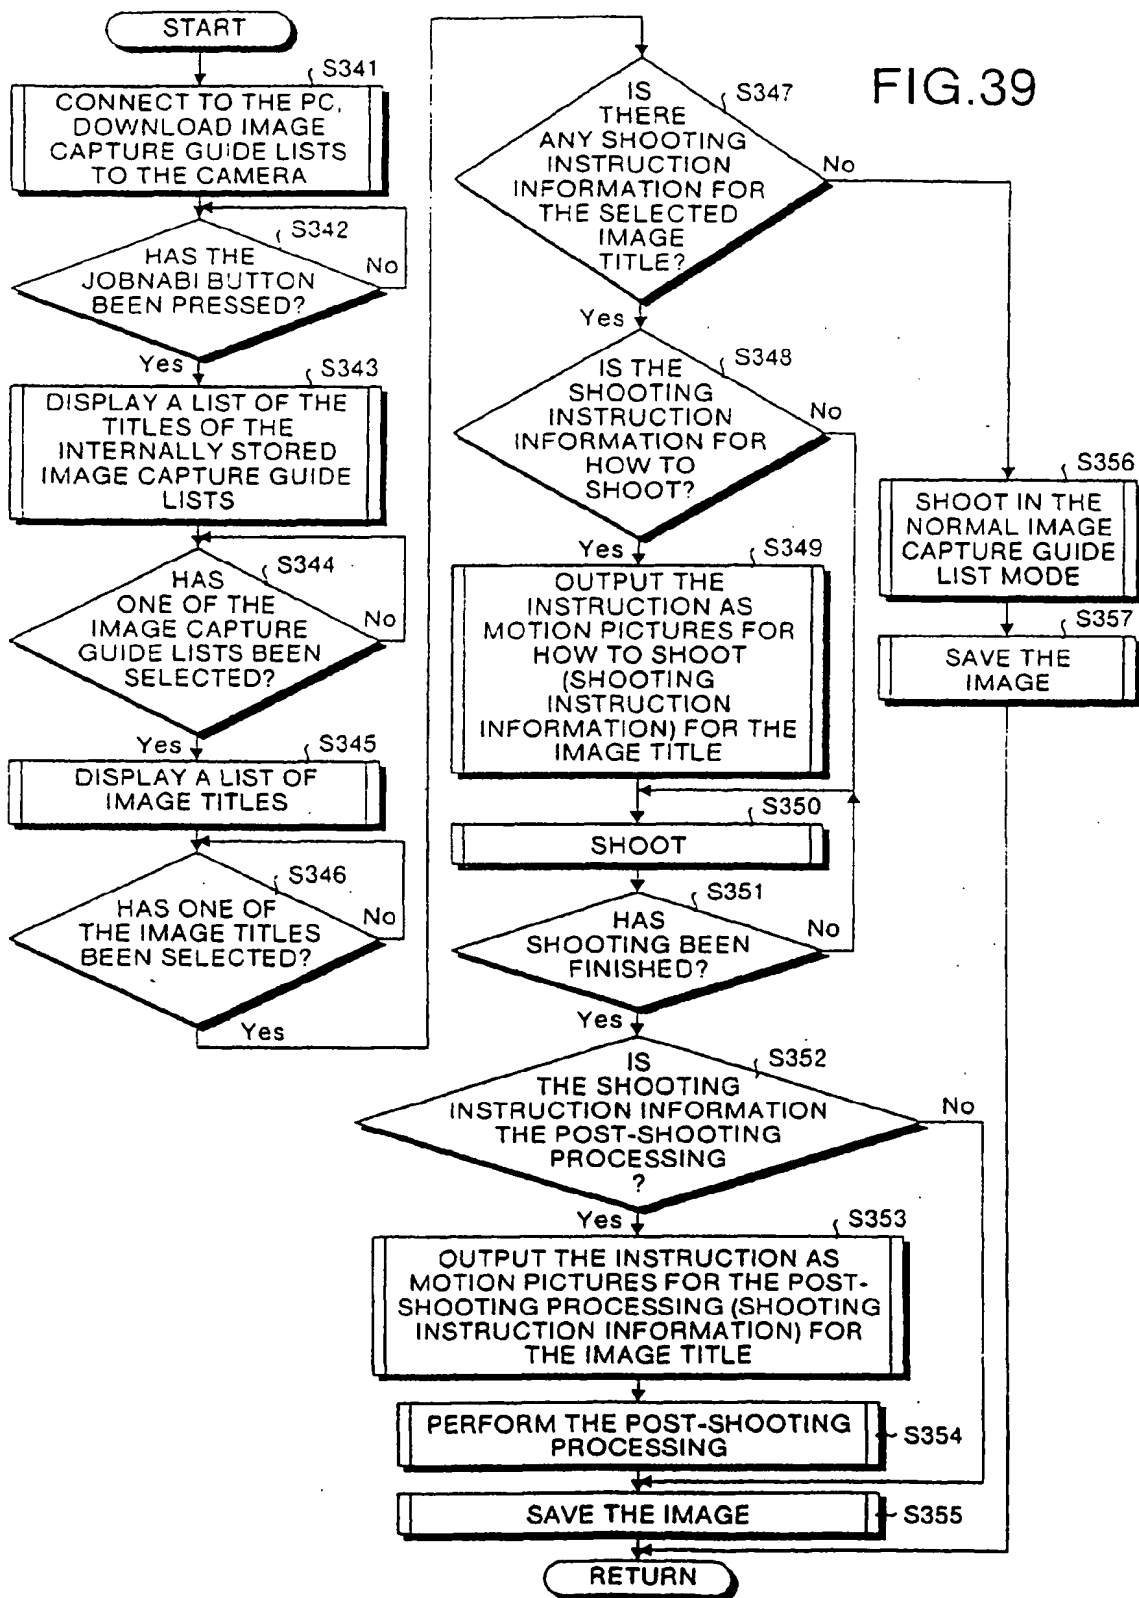 START
S341
CONNECT TO THE PC,
DOWNLOAD IMAGE
CAPTURE GUIDE LISTS
TO THE CAMERA
S342
HAS THE
JOBNABI BUTTON
BEEN PRESSED?
No
Yes
S343
DISPLAY A LIST OF THE
TITLES OF THE
INTERNALLY STORED
IMAGE CAPTURE GUIDE
LISTS
S344
HAS
ONE OF THE
IMAGE CAPTURE
GUIDE LISTS BEEN
SELECTED?
No
Yes
S345
DISPLAY A LIST OF
IMAGE TITLES
S346
HAS ONE OF
THE IMAGE TITLES
BEEN SELECTED?
No
Yes
FIG.39
S347
IS
THERE
ANY SHOOTING
INSTRUCTION
INFORMATION FOR
THE SELECTED
IMAGE
TITLE?
No
Yes
S348
IS THE
SHOOTING
INSTRUCTION
INFORMATION FOR
HOW TO
SHOOT?
No
Yes
S349
OUTPUT THE
INSTRUCTION AS
MOTION PICTURES FOR
HOW TO SHOOT
(SHOOTING
INSTRUCTION
INFORMATION) FOR THE
IMAGE TITLE
S350
SHOOT
S351
HAS
SHOOTING BEEN
FINISHED?
No
Yes
S352
IS
THE SHOOTING
INSTRUCTION INFORMATION
THE POST-SHOOTING
PROCESSING
?
No
Yes
S353
OUTPUT THE INSTRUCTION AS
MOTION PICTURES FOR THE POST-
SHOOTING PROCESSING (SHOOTING
INSTRUCTION INFORMATION) FOR
THE IMAGE TITLE
PERFORM THE POST-SHOOTING
PROCESSING
S354
SAVE THE IMAGE
S355
RETURN
S356
SHOOT IN THE
NORMAL IMAGE
CAPTURE GUIDE
LIST MODE
S357
SAVE THE
IMAGE